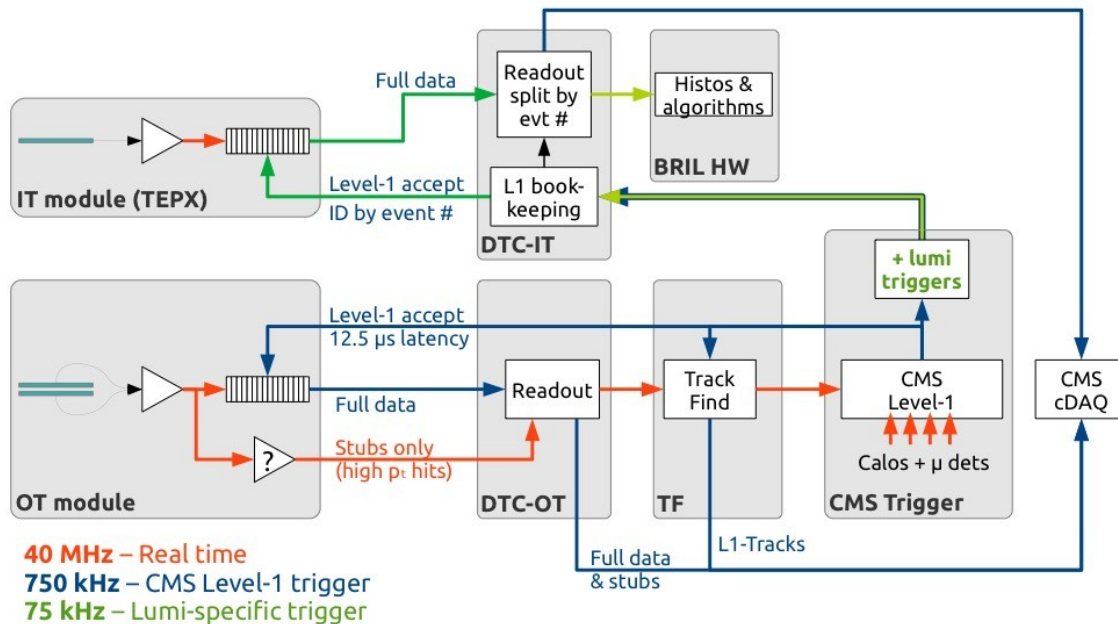 Full data
Readout
split by
evt #
Histos &
algorithms
BRIL HW
IT module (TEPX)
Level-1 accept
ID by event #
L1 book-
keeping
DTC-IT
+ lumi
triggers
Level-1 accept
12.5 µs latency
Full data
Readout
Track
Find
CMS
Level-1
CMS
cDAQ
Calos + µ dets
?
Stubs only
(high pt hits)
OT module
DTC-OT
TF
CMS Trigger
40 MHz – Real time
750 kHz – CMS Level-1 trigger
75 kHz – Lumi-specific trigger
Full data
& stubs
L1-Tracks